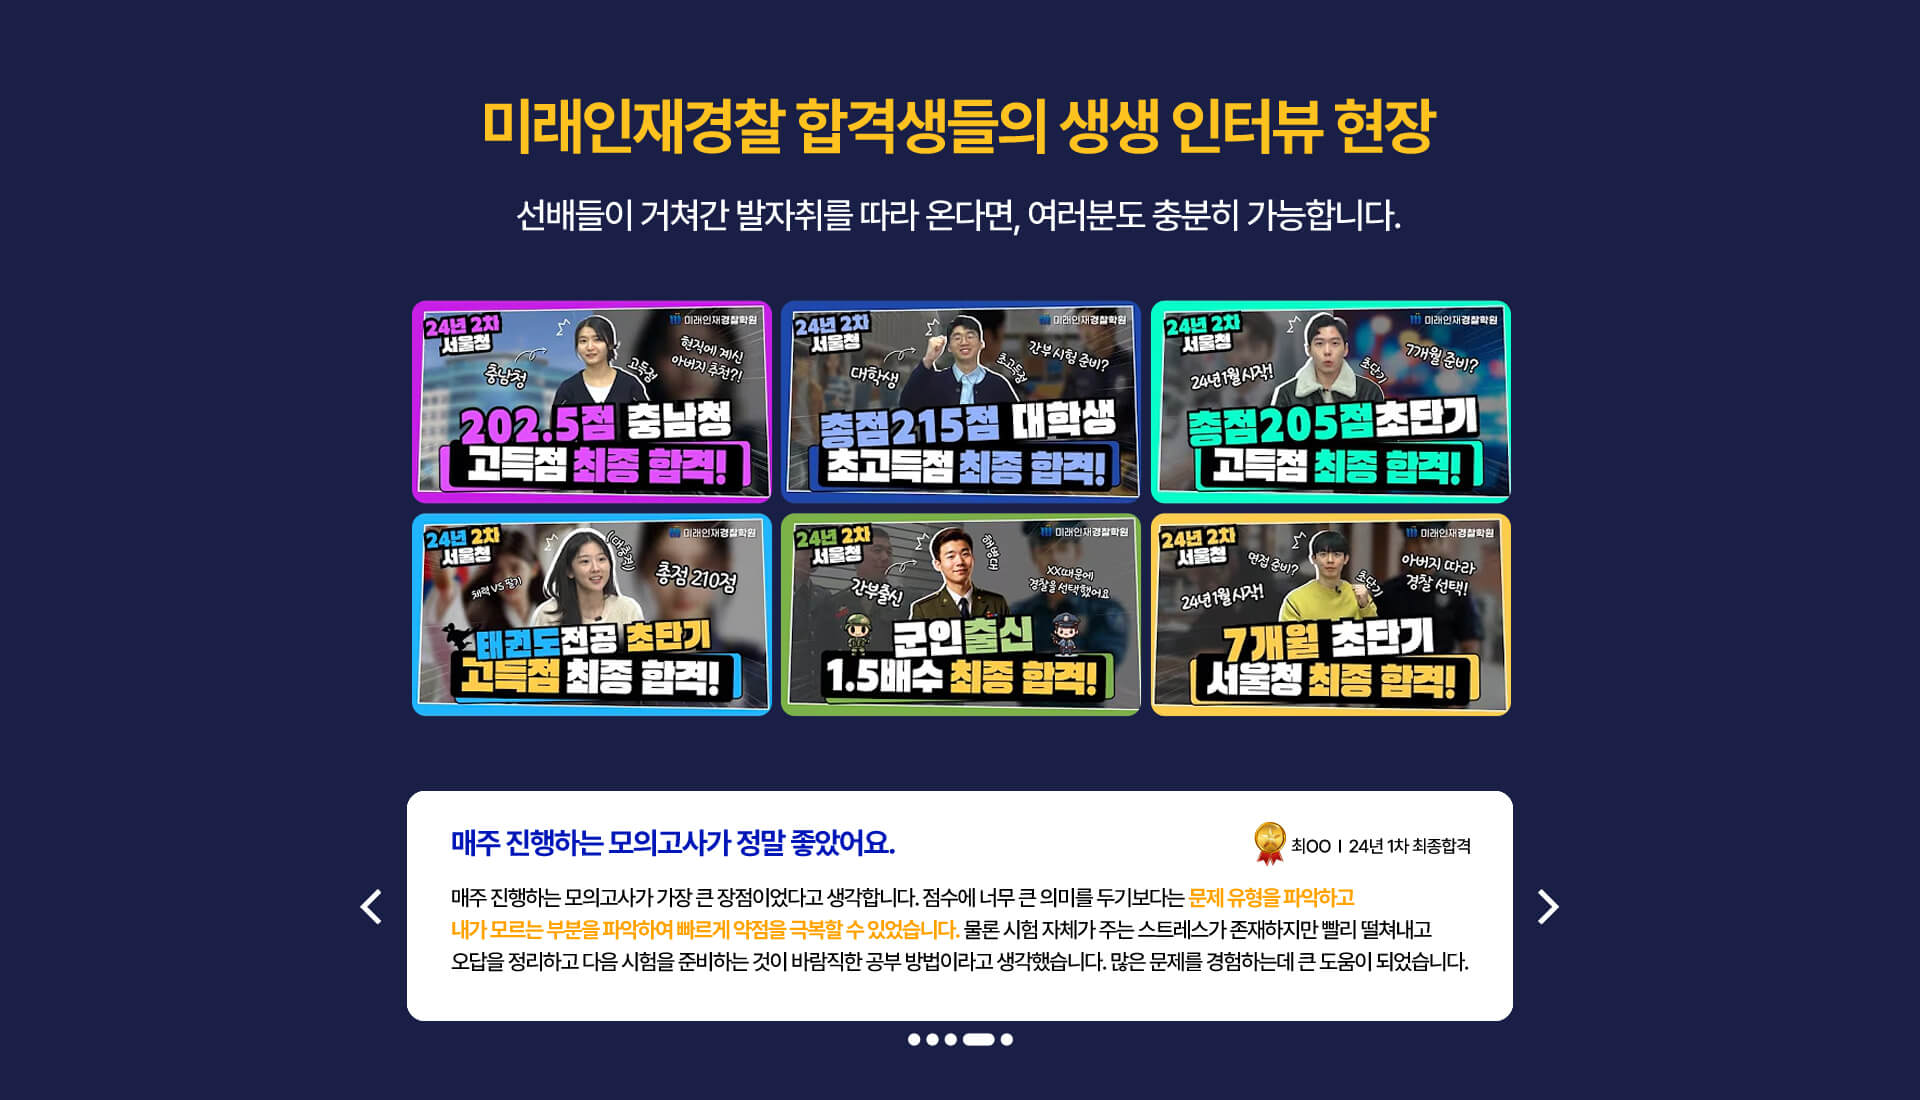 미래인재경찰 합격생들의 생생 인터뷰 현장
선배들이 거쳐간 발자취를 따라 온다면, 여러분도 충분히 가능합니다.
24년 2차
서울청
미래인재경찰학원
충남청
고득점
현직에 계신
아버지 추천?!
202.5점 충남청
고득점 최종 합격!
24년 2차
서울청
미래인재경찰학원
대학생
초고득점
간부시험 준비?
총점215점 대학생
초고득점 최종 합격!
24년 2차
서울청
미래인재경찰학원
24년1월시작!
초단기
7개월 준비?
총점205점초단기
고득점 최종 합격!
24년 2차
서울청
미래인재경찰학원
체력 VS 필기
총점 210점
태권도전공 초단기
고득점 최종 합격!
24년 2차
서울청
미래인재경찰학원
간부출신
해병대
XX때문에
경찰을 선택했어요
군인출신
1.5배수 최종 합격!
24년 2차
서울청
미래인재경찰학원
면접 준비?
24년1월시작!
초단기
아버지 따라
경찰 선택!
7개월 초단기
서울청 최종 합격!
매주 진행하는 모의고사가 정말 좋았어요.
최OO I 24년 1차 최종합격
매주 진행하는 모의고사가 가장 큰 장점이었다고 생각합니다. 점수에 너무 큰 의미를 두기보다는 문제 유형을 파악하고
내가 모르는 부분을 파악하여 빠르게 약점을 극복할 수 있었습니다. 물론 시험 자체가 주는 스트레스가 존재하지만 빨리 떨쳐내고
오답을 정리하고 다음 시험을 준비하는 것이 바람직한 공부 방법이라고 생각했습니다. 많은 문제를 경험하는데 큰 도움이 되었습니다.